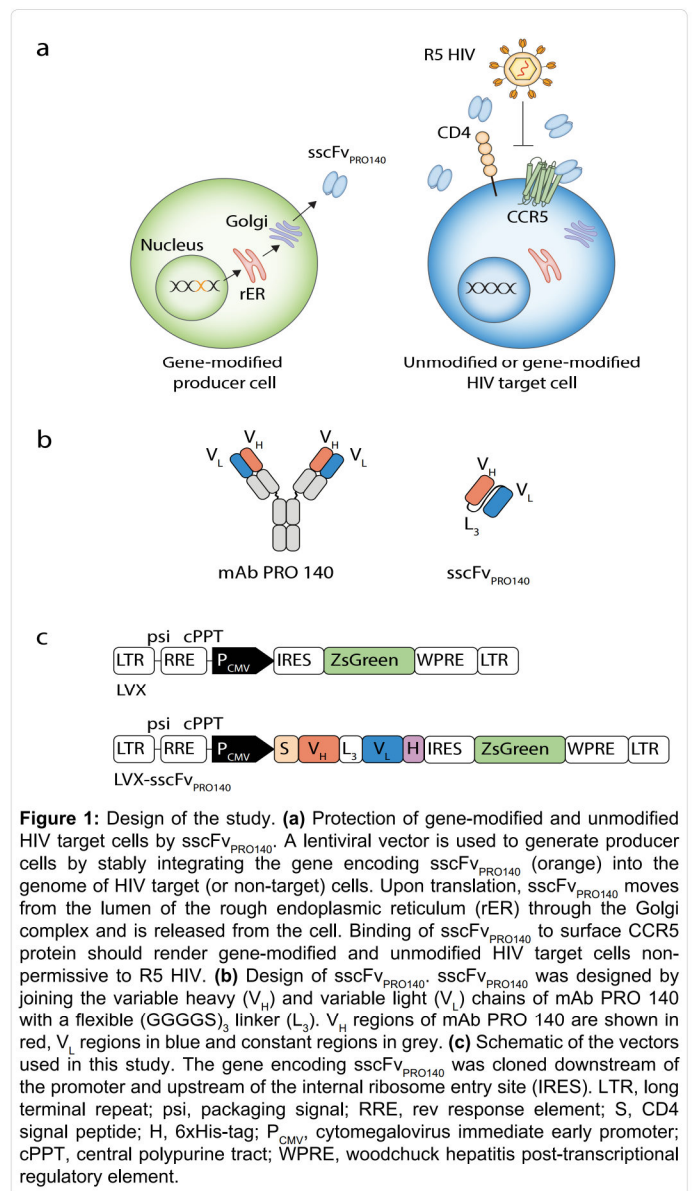 a
R5 HIV
CD4
sscFvPRO140
Golgi
Nucleus
CCR5
rER
Gene-modified
producer cell
Unmodified or gene-modified
HIV target cell
b
VH VH
VL VL
VH
VL
L3
mAb PRO 140 sscFvPRO140
c
psi cPPT
LTR RRE PCMV IRES ZsGreen WPRE LTR
LVX
psi cPPT
LTR RRE PCMV S VH L3 VL H IRES ZsGreen WPRE LTR
LVX-sscFvPRO140
Figure 1: Design of the study. (a) Protection of gene-modified and unmodified
HIV target cells by sscFvPRO140. A lentiviral vector is used to generate producer
cells by stably integrating the gene encoding sscFvPRO140 (orange) into the
genome of HIV target (or non-target) cells. Upon translation, sscFvPRO140 moves
from the lumen of the rough endoplasmic reticulum (rER) through the Golgi
complex and is released from the cell. Binding of sscFvPRO140 to surface CCR5
protein should render gene-modified and unmodified HIV target cells non-
permissive to R5 HIV. (b) Design of sscFvPRO140. sscFvPRO140 was designed by
joining the variable heavy (VH) and variable light (VL) chains of mAb PRO 140
with a flexible (GGGGS)3 linker (L3). VH regions of mAb PRO 140 are shown in
red, VL regions in blue and constant regions in grey. (c) Schematic of the vectors
used in this study. The gene encoding sscFvPRO140 was cloned downstream of
the promoter and upstream of the internal ribosome entry site (IRES). LTR, long
terminal repeat; psi, packaging signal; RRE, rev response element; S, CD4
signal peptide; H, 6xHis-tag; PCMV, cytomegalovirus immediate early promoter;
cPPT, central polypurine tract; WPRE, woodchuck hepatitis post-transcriptional
regulatory element.